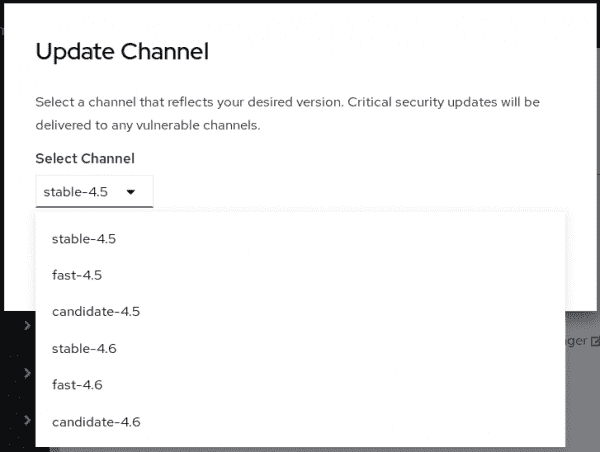 Update Channel
Select a channel that reflects your desired version. Critical security updates will be
delivered to any vulnerable channels.
Select Channel
stable-4.5
stable-4.5
fast-4.5
candidate-4.5
stable-4.6
ager
fast-4.6
candidate-4.6